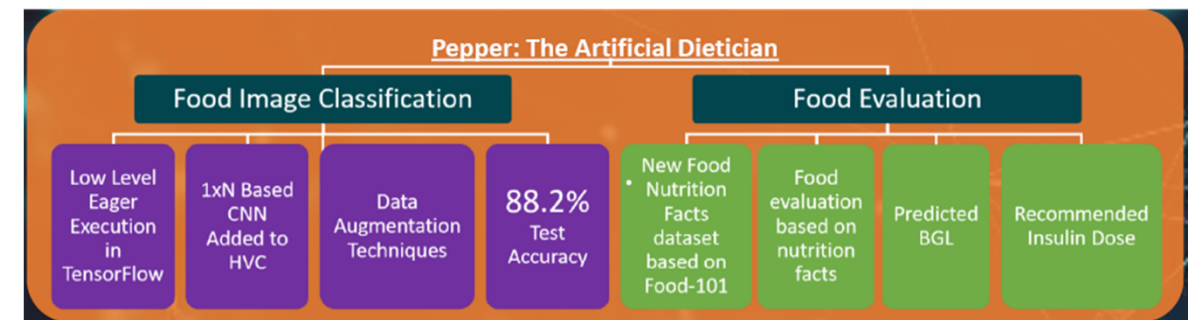 Pepper: The Artificial Dietician
Food Image Classification
Food Evaluation
Low Level
Eager
Execution
in
TensorFlow
1xN Based
CNN
Added to
HVC
Data
Augmentation
Techniques
88.2%
Test
Accuracy
New Food
• Nutrition
Facts
dataset
based on
Food-101
Food
evaluation
based on
nutrition
facts
Predicted
BGL
Recommended
Insulin Dose